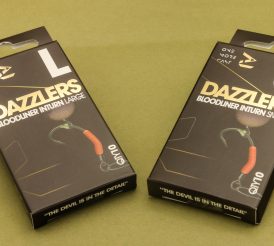 L
DAZZLERS
BLOODLINER INTURN LARGE
"THE DEVIL IS IN THE DETAIL"
DAZZLERS
BLOODLINER INTURN
"THE DEVIL IS IN THE DETAIL"